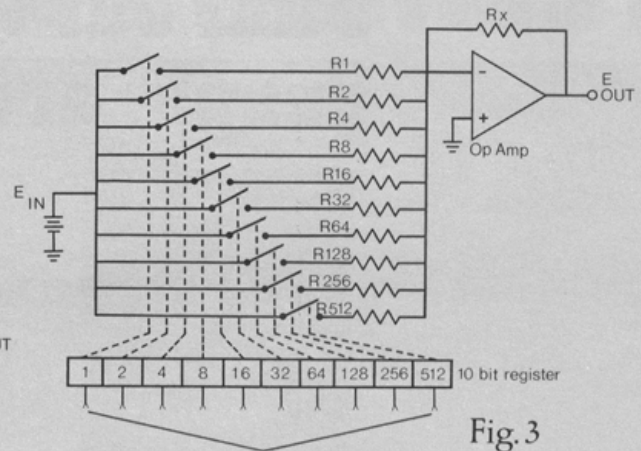 Rx
R1
R2
R4
R8
R16
R32
R64
R128
R256
R512
-
+
Op Amp
E
OUT
E
IN
UT
1 2 4 8 16 32 64 128 256 512 10 bit register
Fig. 3